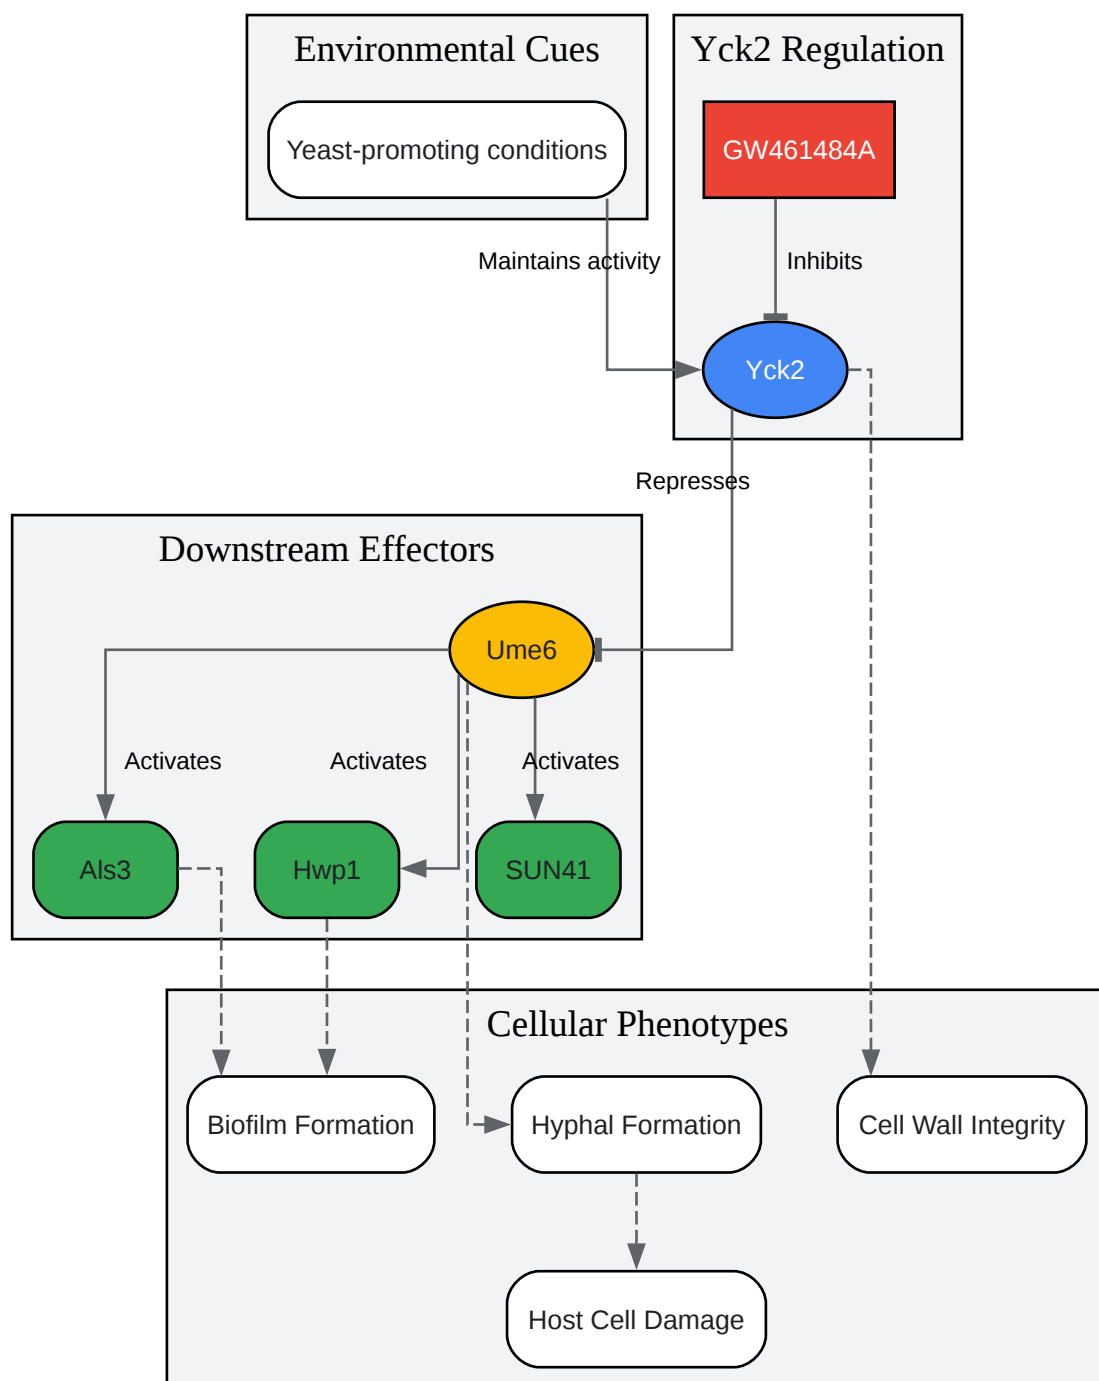 Environmental Cues
Yck2 Regulation
Yeast-promoting conditions
GW461484A
Maintains activity
Inhibits
Yck2
Represses
Downstream Effectors
Ume6
Activates
Activates
Activates
Als3
Hwp1
SUN41
Cellular Phenotypes
Biofilm Formation
Hyphal Formation
Cell Wall Integrity
Host Cell Damage